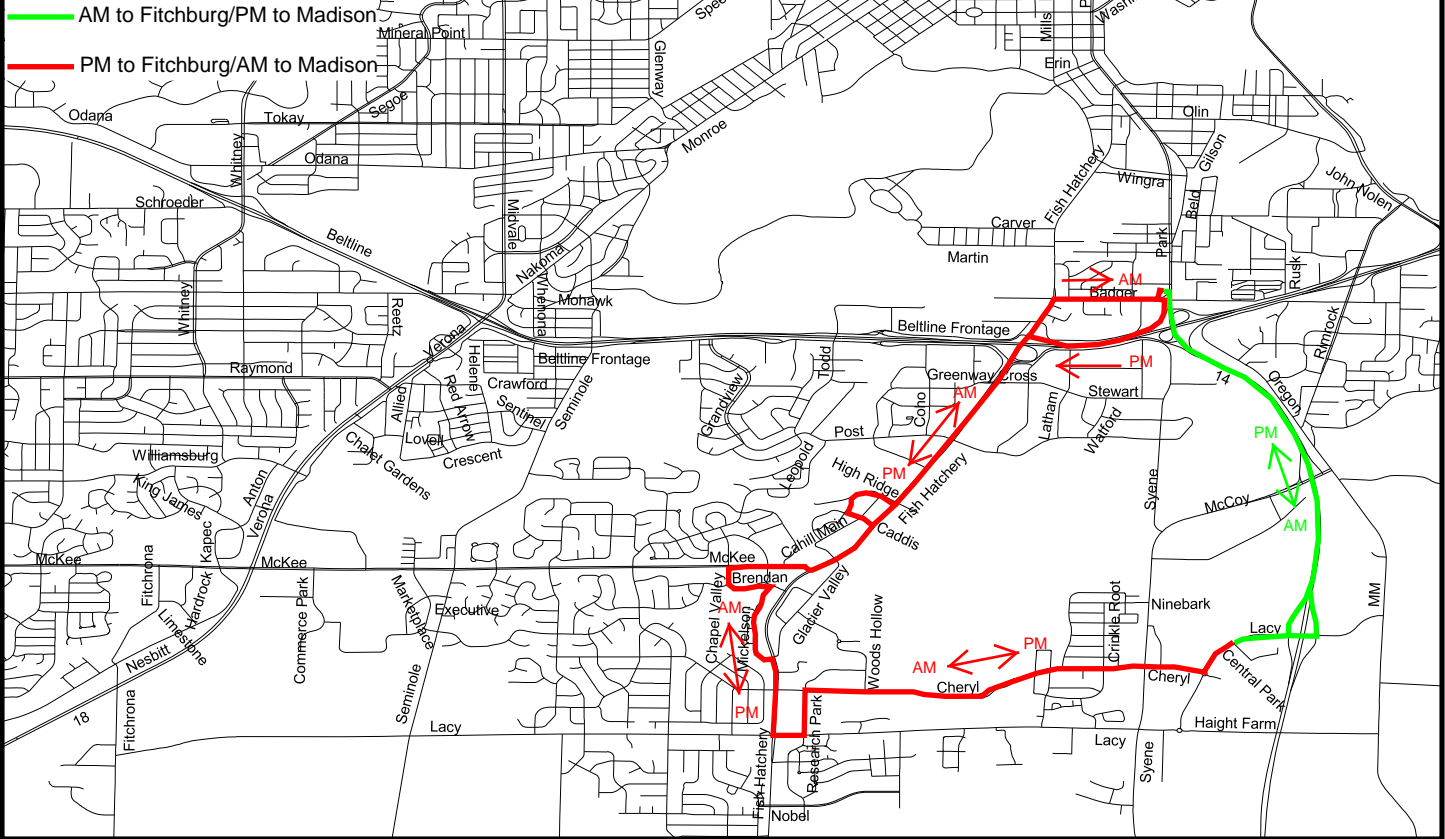 AM to Fitchburg/PM to Madison
PM to Fitchburg/AM to Madison
Mineral Point
Glenway
Mills
Erin
Odana
Tokay
Segoe
Monroe
Olin
Whitney
Odana
Gilson
Fish Hatchery
Wingra
John Nolen
Schroeder
Midvale
Beld
Carver
Beltline
Martin
Park
Nakoma
Rusk
AM
Badger
Whitney
Reetz
Whenona
Mohawk
Beltline Frontage
Rimrock
Verona
Beltline Frontage
Todd
PM
Raymond
Helene
Crawford
Greenway Cross
14
Oregon
Allied
Red Arrow
Sentinel
Seminole
Grandview
AM
Coho
Latham
Stewart
Watford
Lovell
Post
PM
Chalet Gardens
Crescent
Williamsburg
Leopold
High Ridge
PM
Fish Hatchery
Syene
McCoy
King James
Anton
Verona
AM
Cahill Main
Caddis
Kapec
McKee
McKee
McKee
Fitchrona
Hardrock
Commerce Park
Marketplace
Brendan
Glacier Valley
MM
Limestone
Executive
AM
Chapel Valley
Mickelson
Woods Hollow
Crinkle Root
Ninebark
Lacy
Nesbitt
PM
AM
Central Park
Cheryl
Cheryl
Seminole
PM
18
Fitchrona
Lacy
Research Park
Haight Farm
Lacy
Syene
Fish Hatchery
Nobel